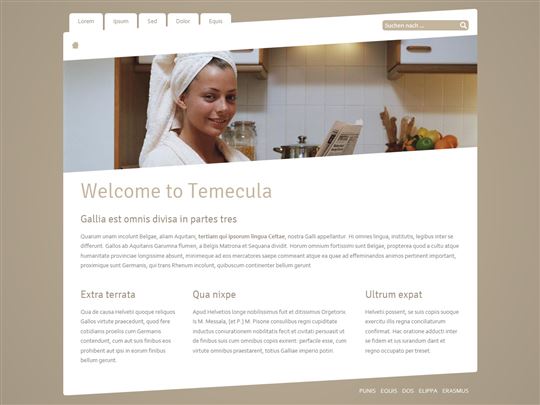 Lorem Ipsum Sed Dolor Equis
Suchen nach ...
Welcome to Temecula
Gallia est omnis divisa in partes tres
Quarum unam incolunt Belgae, aliam Aquitani, tertiam qui ipsorum lingua Celtae, nostra Galli appellantur. Hi omnes lingua, institutis, legibus inter se
differunt. Gallos ab Aquitanis Garumna flumen, a Belgis Matrona et Sequana dividit. Horum omnium fortissimi sunt Belgae, propterea quod a cultu atque
humanitate provinciae longissime absunt, minimeque ad eos mercatores saepe commeant atque ea quae ad effeminandos animos pertinent important,
proximique sunt Germanis, qui trans Rhenum incolunt, quibuscum continenter bellum gerunt.
Extra terrata
Cua de causa Helvetii quoque reliquos
Gallos virtute praecedunt, quod fere
cotidianis proeliis cum Germanis
contendunt, cum aut suis finibus eos
prohibent aut ipsi in eorum finibus
bellum gerunt.
Qua nixpe
Apud Helvetios longe nobilissimus fuit et ditissimus Orgetorix.
Is M. Messala, [et P.] M. Pisone consulibus regni cupiditate
inductus coniurationem nobilitatis fecit et civitati persuasit ut
de finibus suis cum omnibus copiis exirent: perfacile esse, cum
virtute omnibus praestarent, totius Galliae imperio potiri.
Ultrum expat
Helvetii possent, se suis copiis suoque
exercitu illis regna conciliaturum
confirmat. Hac oratione adducti inter
se fidem et ius iurandum dant et
regno occupato per treset.
PUNIS EQUIS DOS ELIPPA ERASMUS